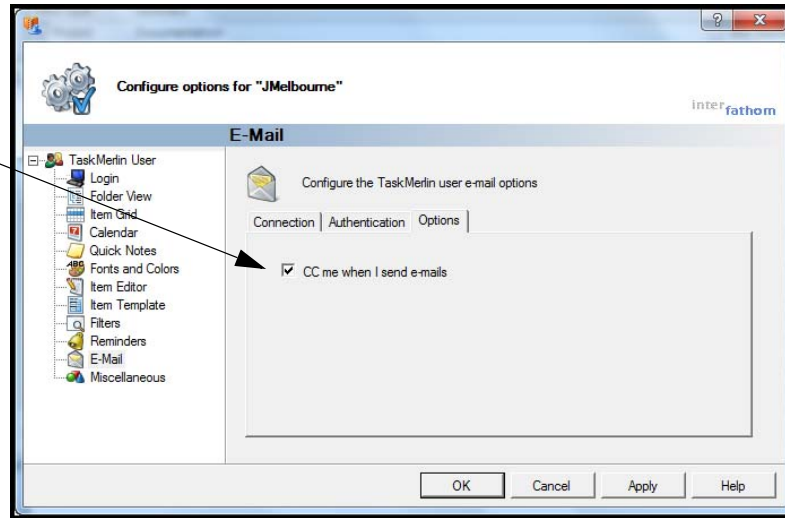 Configure options for "JMelbourne"
inter fathom
E-Mail
TaskMerlin User
Login
Folder View
Item Grid
Calendar
Quick Notes
Fonts and Colors
Item Editor
Item Template
Filters
Reminders
E-Mail
Miscellaneous
Configure the TaskMerlin user e-mail options
Connection Authentication Options
CC me when I send e-mails
OK Cancel Apply Help